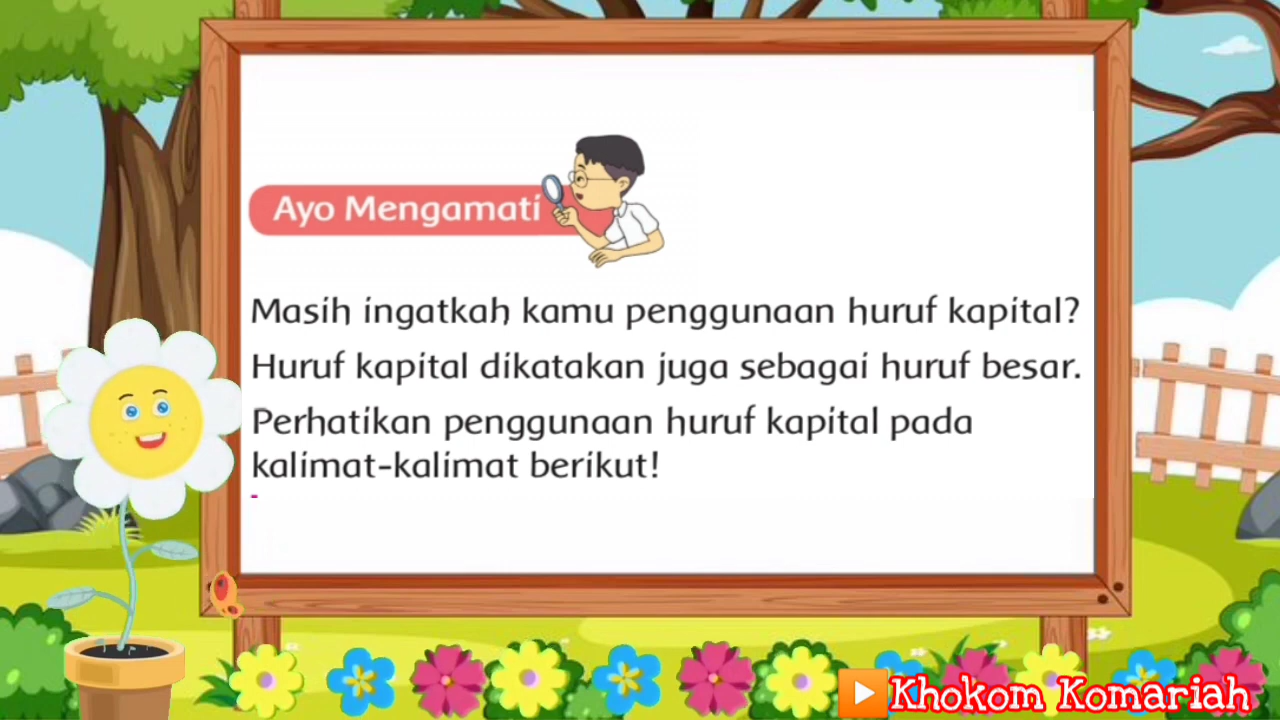 Ayo Mengamati
Masih ingatkah kamu penggunaan huruf kapital?
Huruf kapital dikatakan juga sebagai huruf besar.
Perhatikan penggunaan huruf kapital pada
kalimat-kalimat berikut!
Khokom Komariah